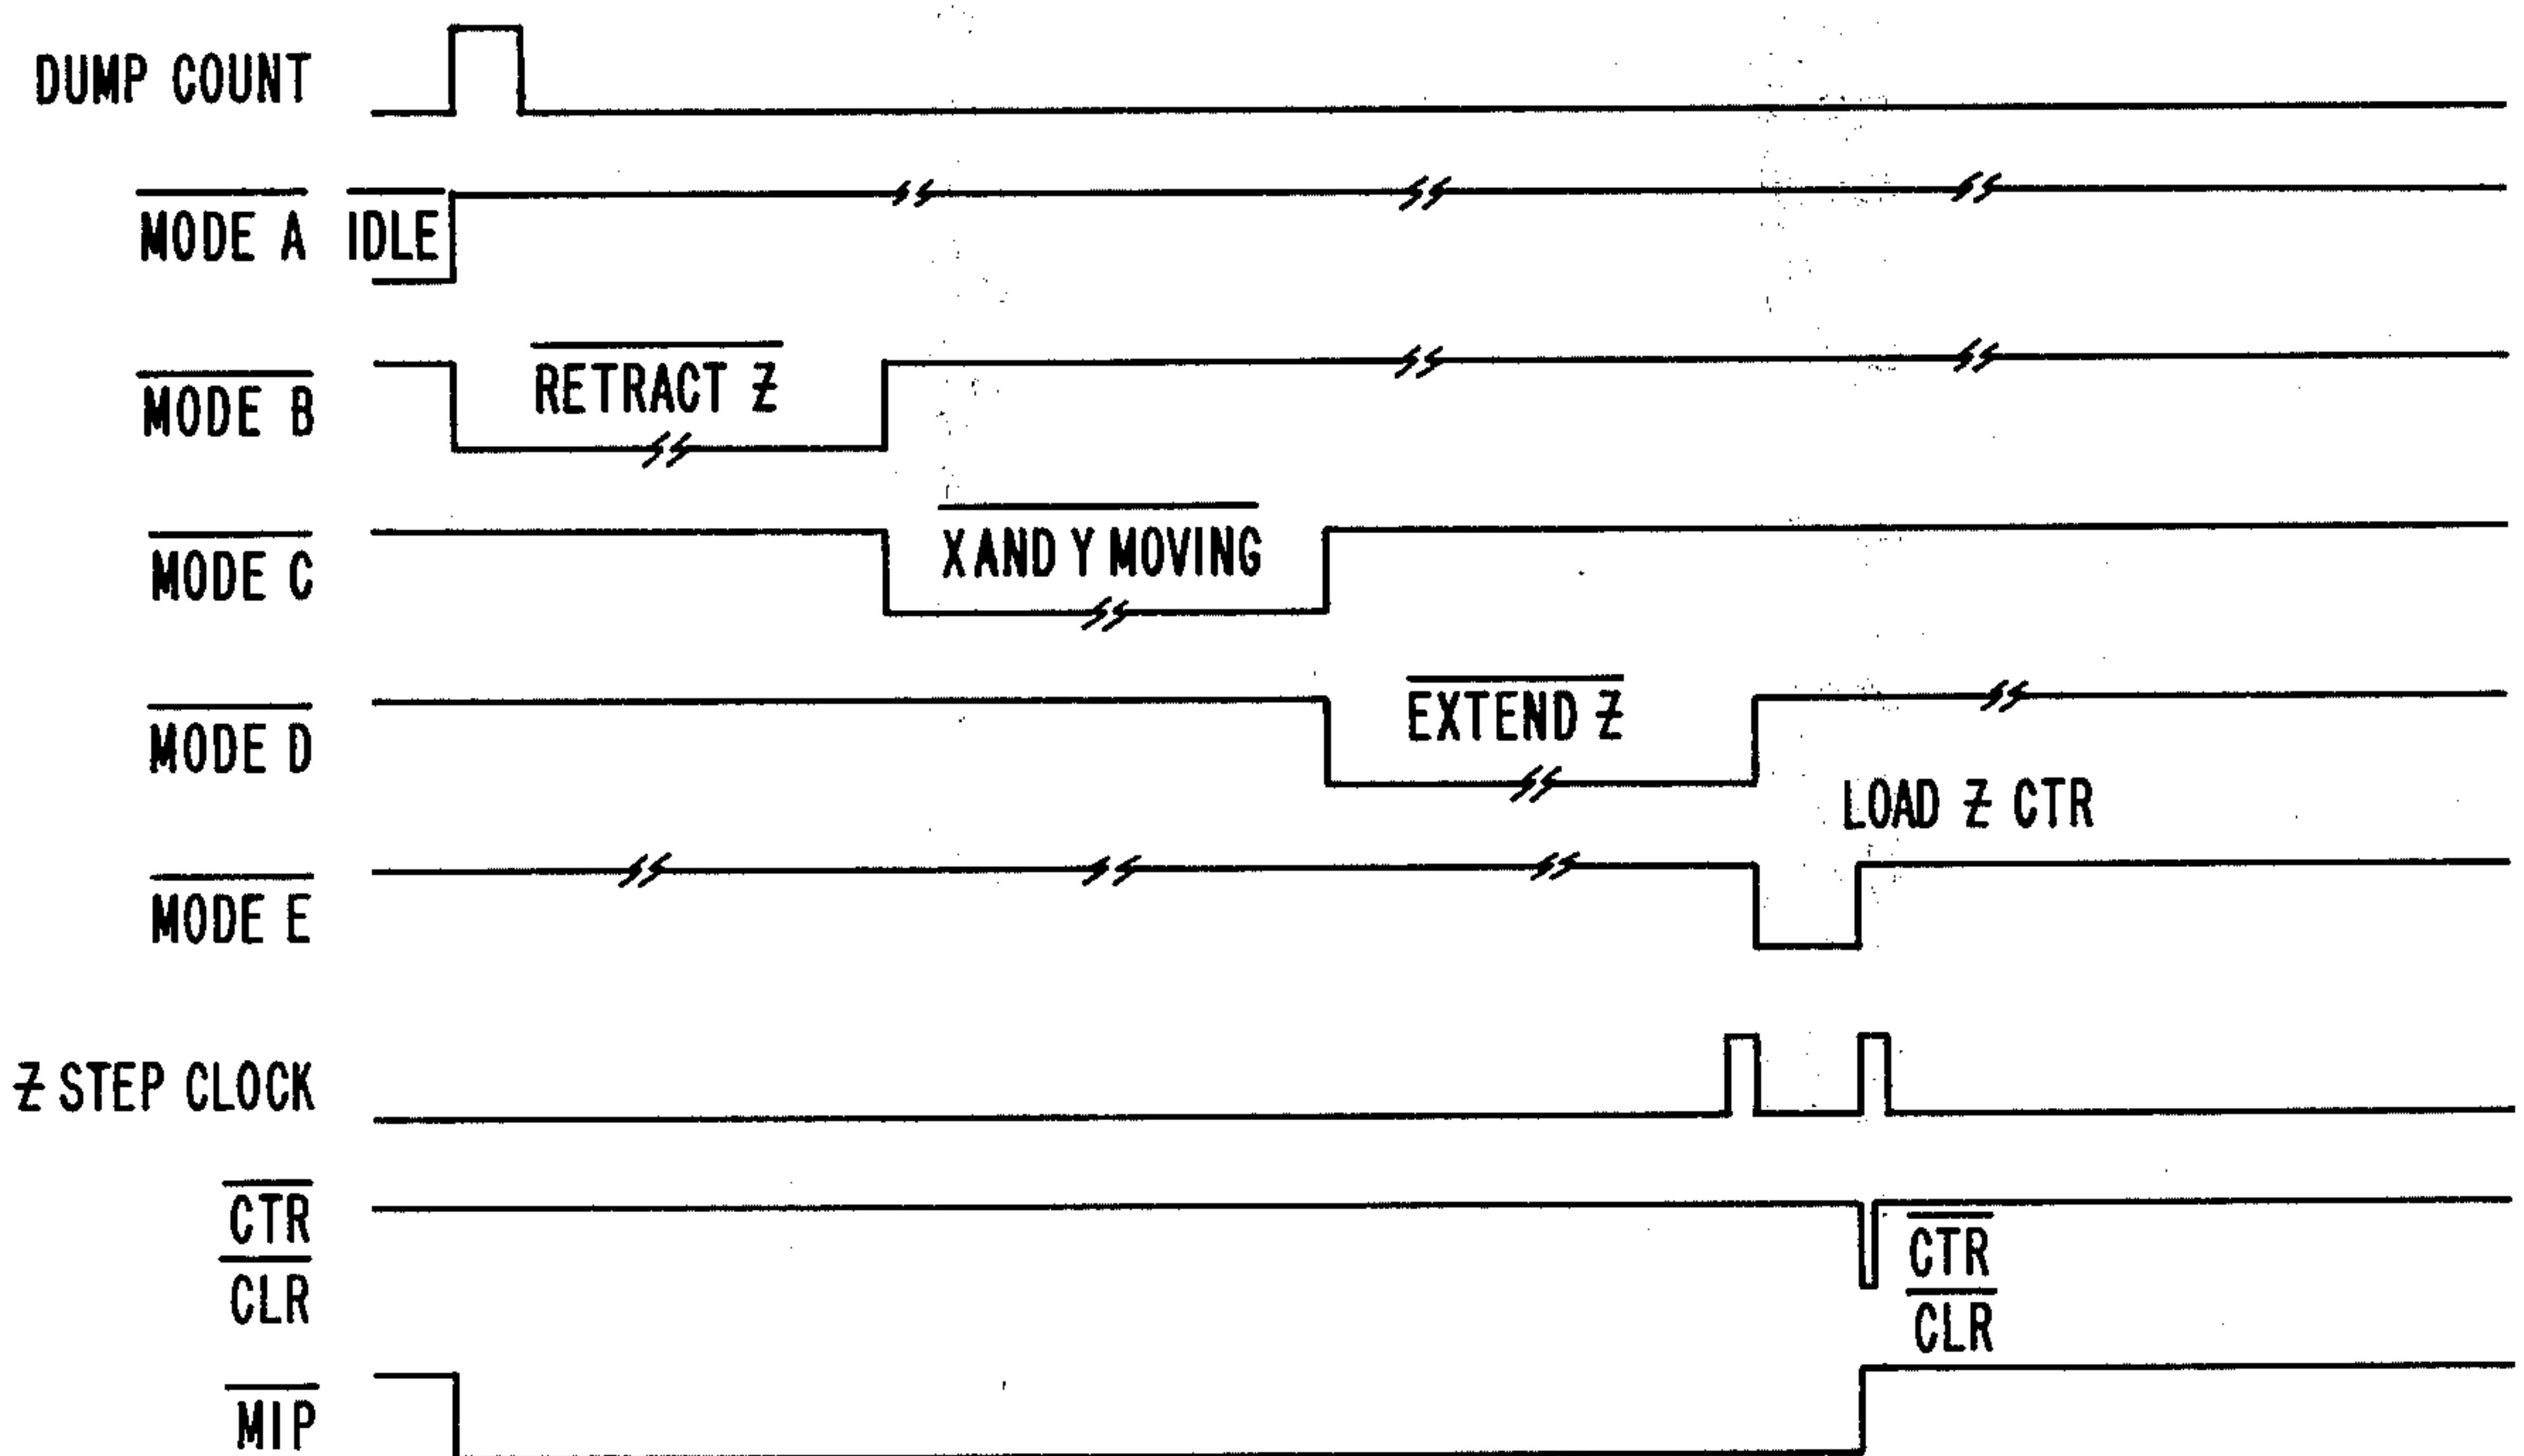 DUMP COUNT
MODE A IDLE
MODE B RETRACT Z
MODE C X AND Y MOVING
MODE D EXTEND Z
LOAD Z CTR
MODE E
Z STEP CLOCK
CTR
CLR
CTR
CLR
MIP